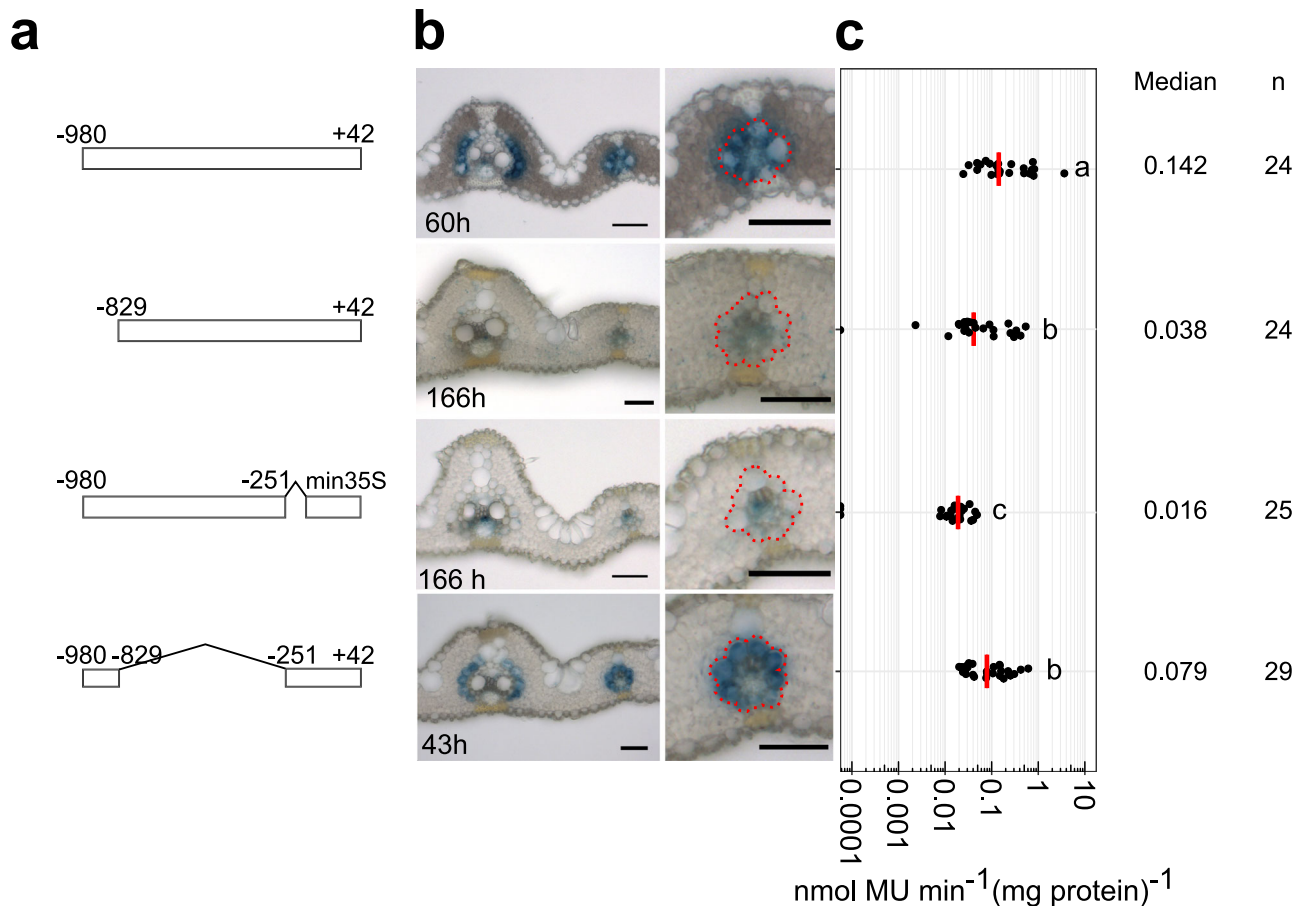 a
b
c
Median
n
-980 +42
60h
a
0.142 24
-829 +42
166h
b
0.038 24
-980 -251 min35S
166 h
c
0.016 25
-980 -829 -251 +42
43h
b
0.079 29
0.0001 0.001 0.01 0.1 1 10
nmol MU min⁻¹(mg protein)⁻¹